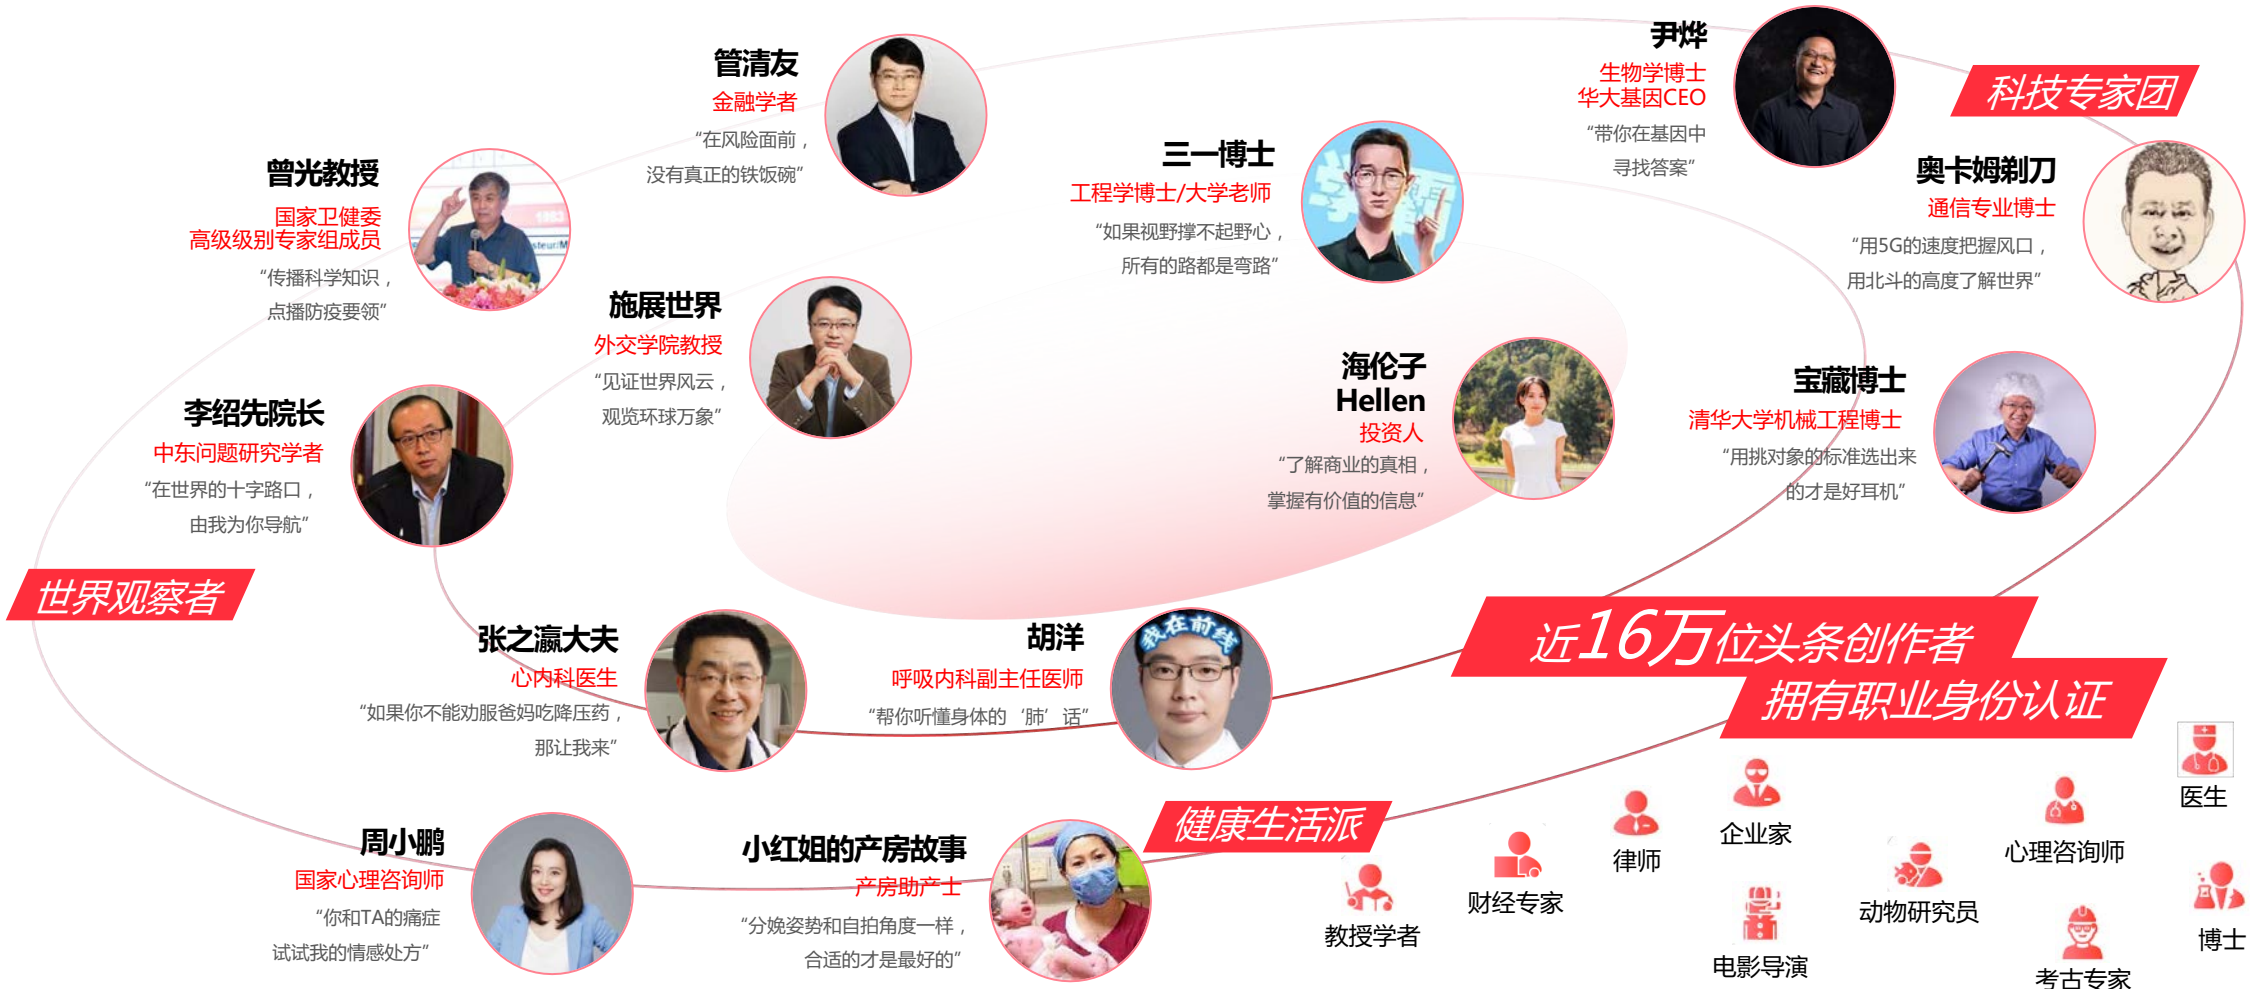 管清友
金融学者
“在风险面前，
没有真正的铁饭碗”
尹烨
生物学博士
华大基因CEO
“带你在基因中
寻找答案”
科技专家团
曾光教授
国家卫健委
高级级别专家组成员
“传播科学知识，
点播防疫要领”
三一博士
工程学博士/大学老师
“如果视野撑不起野心，
所有的路都是弯路”
奥卡姆剃刀
通信专业博士
“用5G的速度把握风口，
用北斗的高度了解世界”
施展世界
外交学院教授
“见证世界风云，
观览环球万象”
海伦子
Hellen
投资人
“了解商业的真相，
掌握有价值的信息”
宝藏博士
清华大学机械工程博士
“用挑对象的标准选出来
的才是好耳机”
李绍先院长
中东问题研究学者
“在世界的十字路口，
由我为你导航”
世界观察者
张之瀛大夫
心内科医生
“如果你不能劝服爸妈吃降压药，
那让我来”
胡洋
呼吸内科副主任医师
“帮你听懂身体的‘肺’话”
我在前线
近16万位头条创作者
拥有职业身份认证
周小鹏
国家心理咨询师
“你和TA的痛症
试试我的情感处方”
小红姐的产房故事
产房助产士
“分娩姿势和自拍角度一样，
合适的才是最好的”
健康生活派
教授学者
财经专家
律师
企业家
电影导演
动物研究员
心理咨询师
考古专家
医生
博士